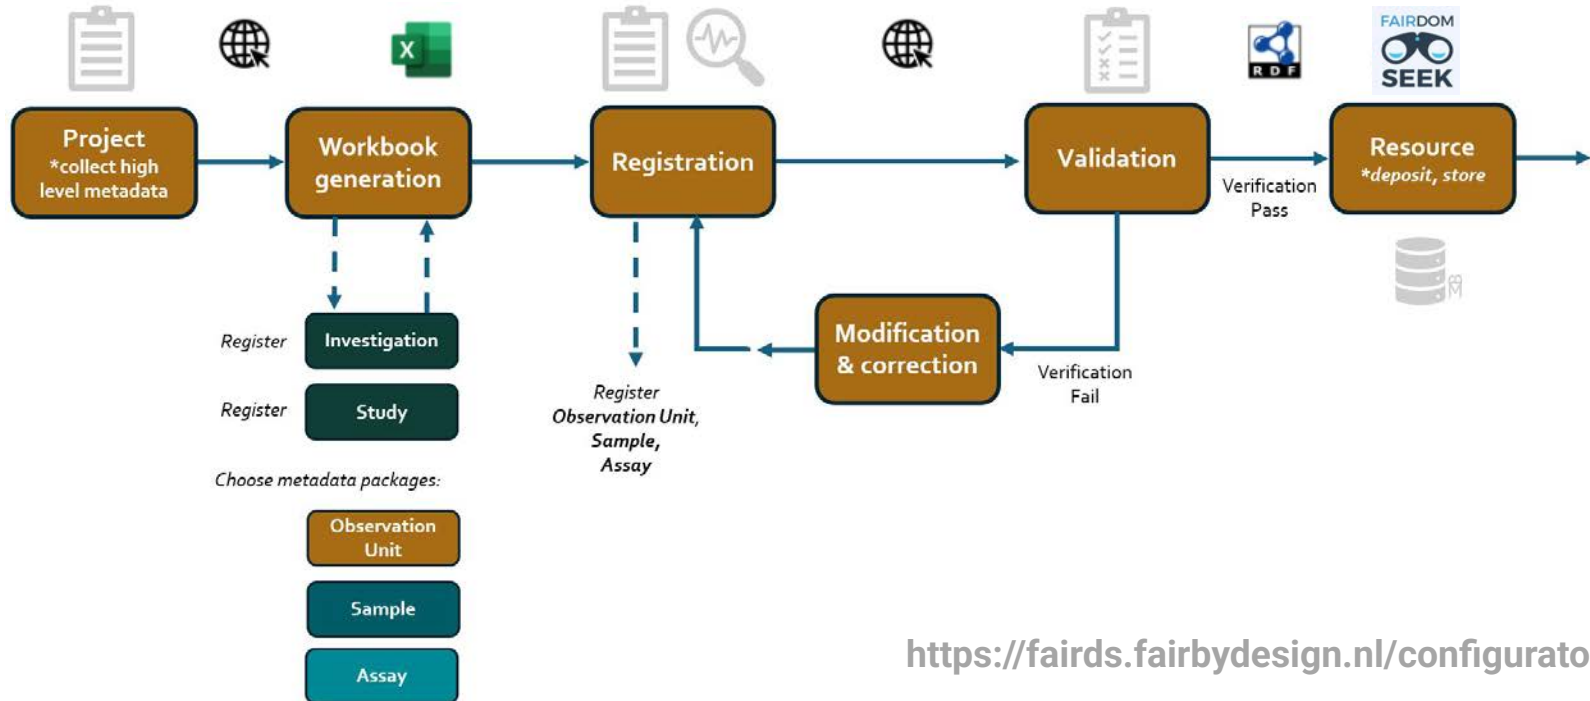 FAIRDOM
SEEK
X
RDF
Project
*collect high
level metadata
Workbook
generation
Registration
Validation
Verification
Pass
Resource
*deposit, store
Register
Investigation
Register
Study
Register
Observation Unit,
Sample,
Assay
Modification
& correction
Verification
Fail
Choose metadata packages:
Observation
Unit
Sample
Assay
https://fairds.fairbydesign.nl/configurato